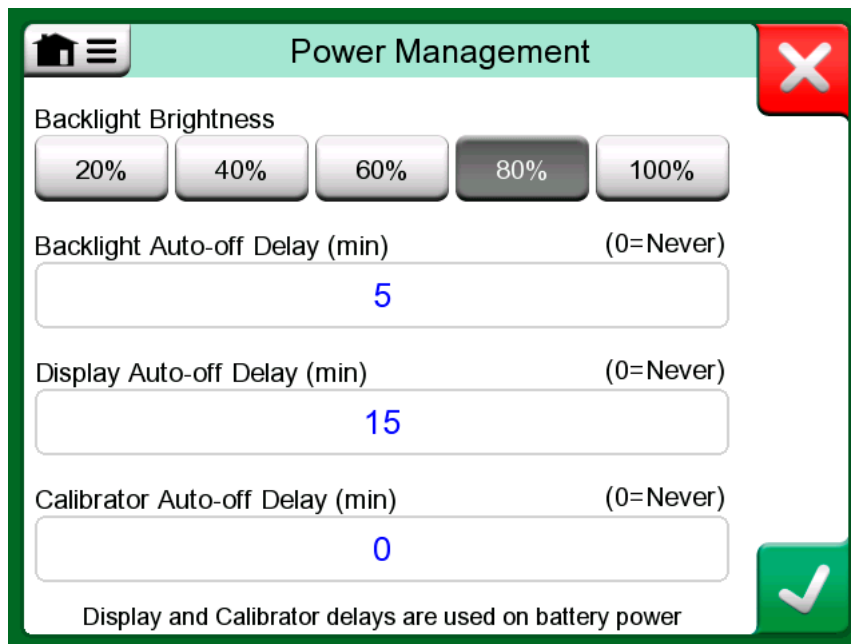 Power Management
Backlight Brightness
20% 40% 60% 80% 100%
Backlight Auto-off Delay (min) (0=Never)
5
Display Auto-off Delay (min) (0=Never)
15
Calibrator Auto-off Delay (min) (0=Never)
0
Display and Calibrator delays are used on battery power